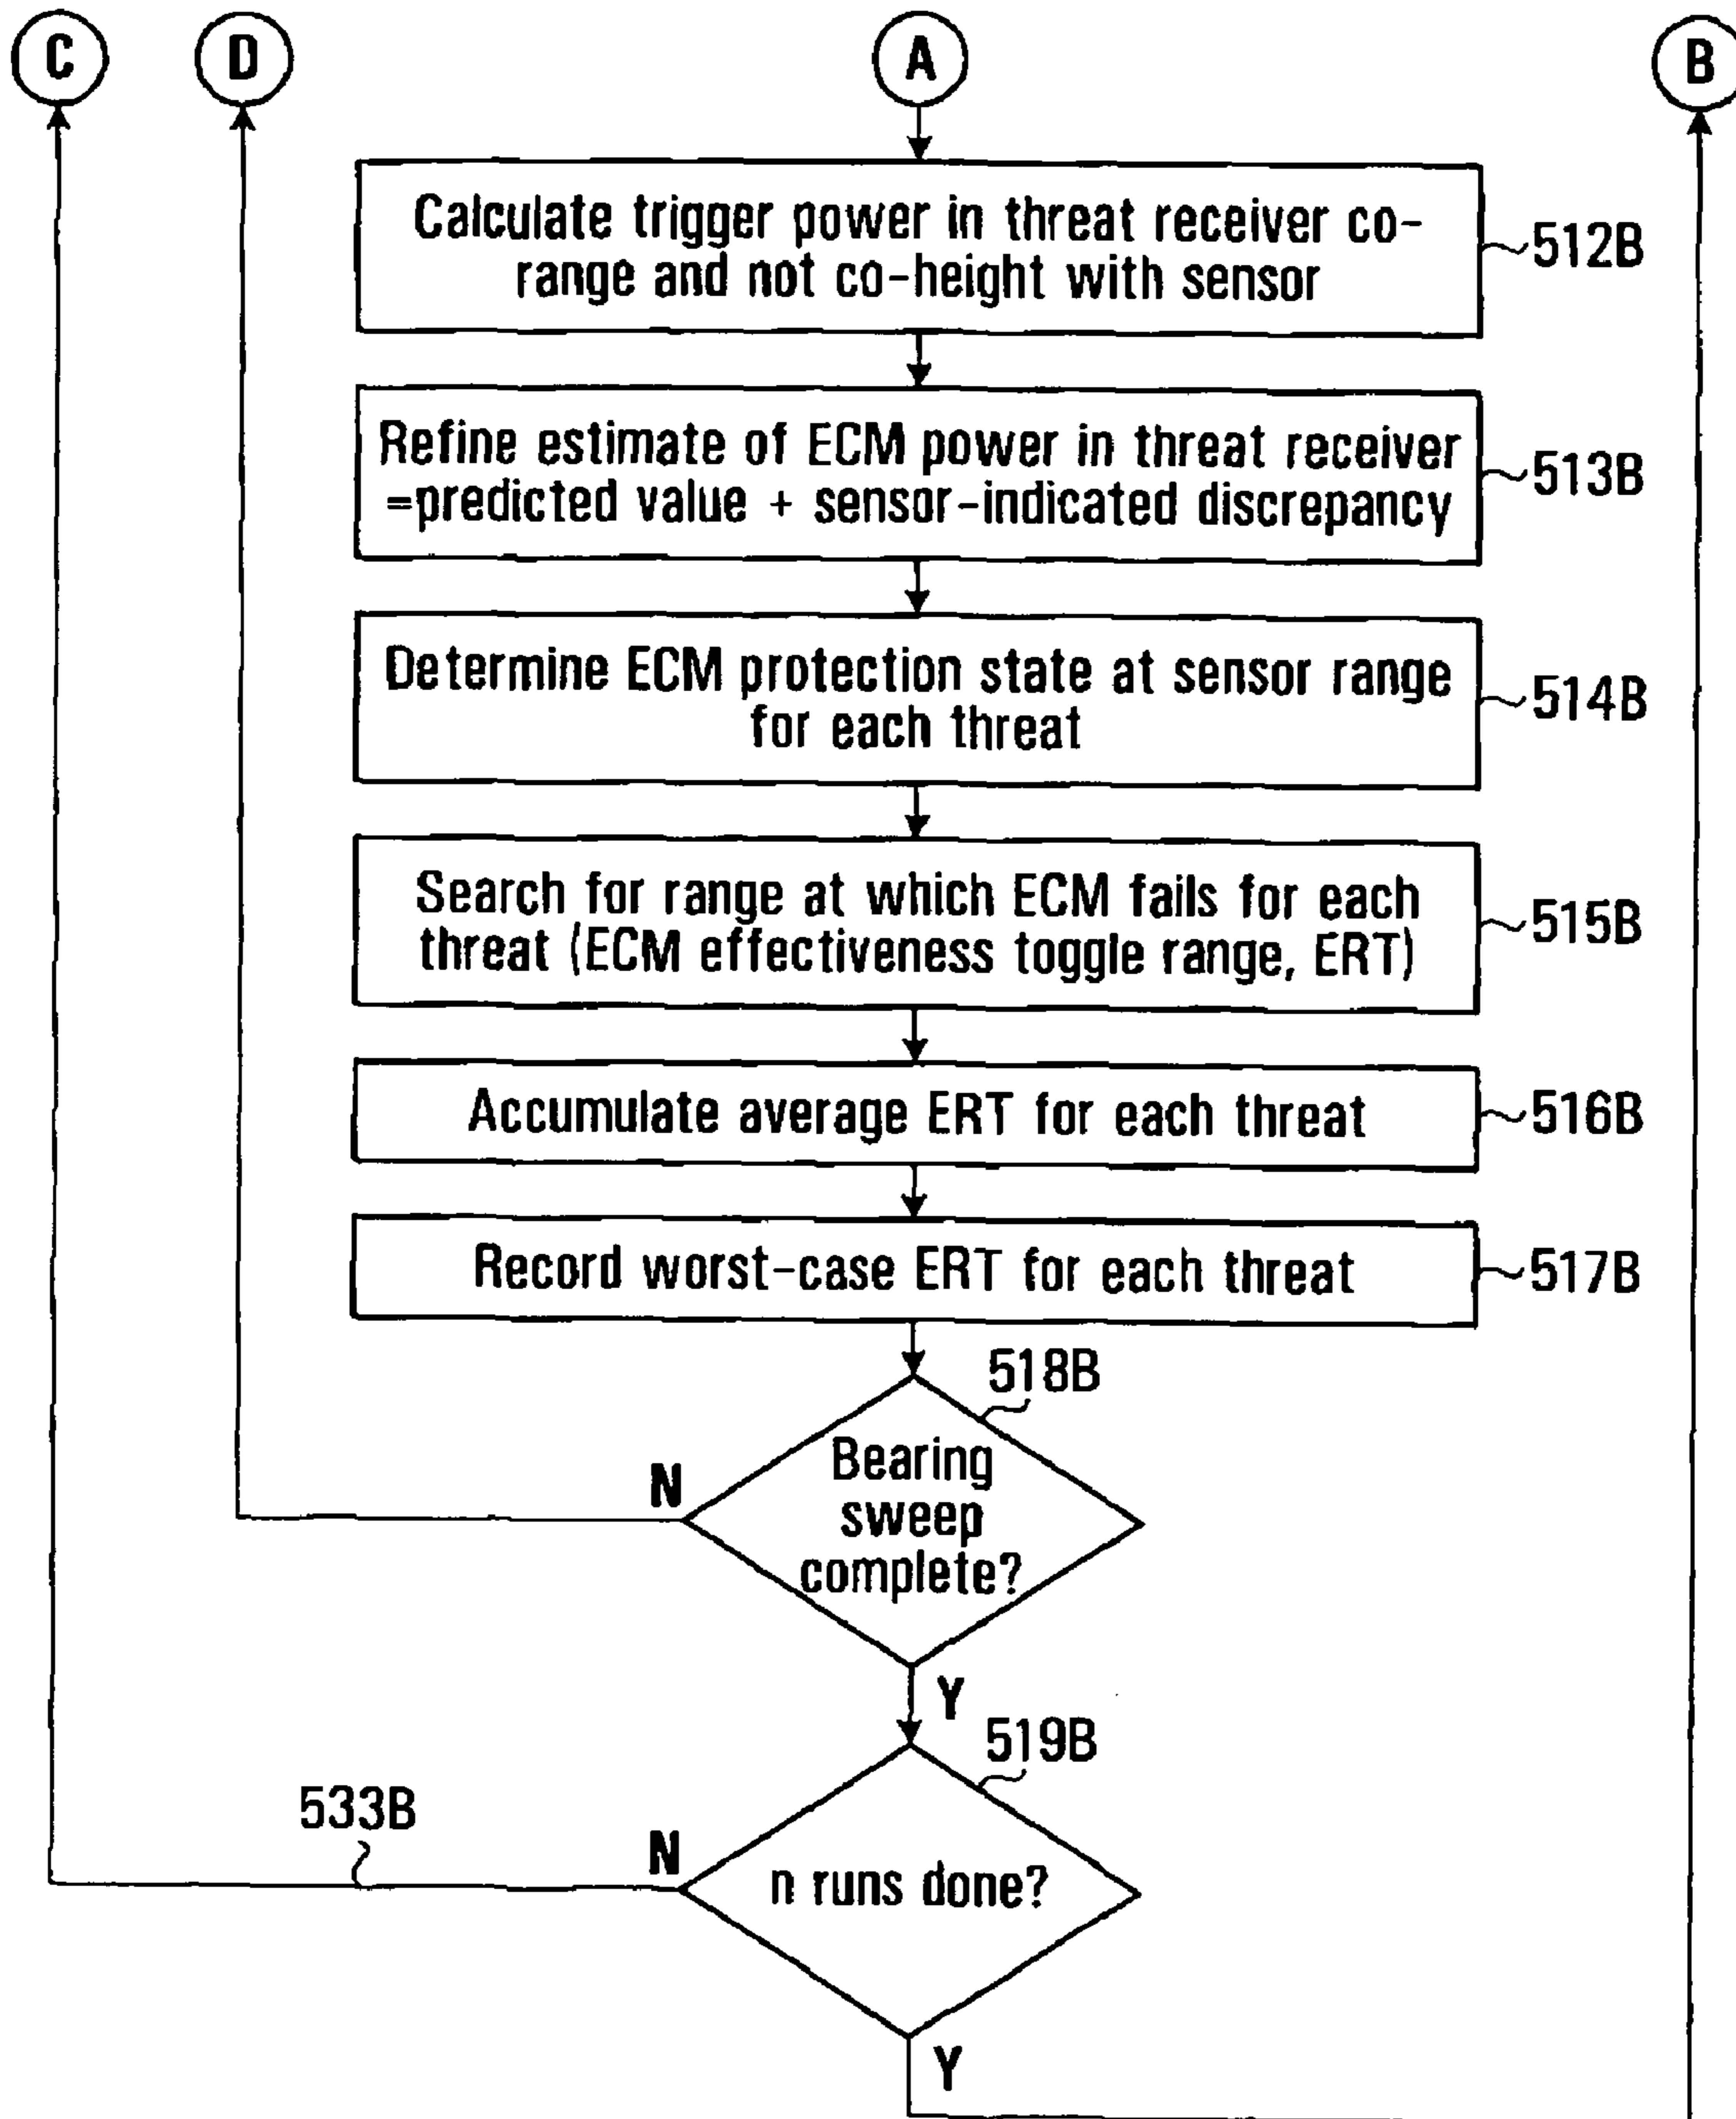 C
D
A
B
Calculate trigger power in threat receiver co-
range and not co-height with sensor
512B
Refine estimate of ECM power in threat receiver
=predicted value + sensor-indicated discrepancy
513B
Determine ECM protection state at sensor range
for each threat
514B
Search for range at which ECM fails for each
threat (ECM effectiveness toggle range, ERT)
515B
Accumulate average ERT for each threat
516B
Record worst-case ERT for each threat
517B
518B
Bearing
sweep
complete?
N
Y
519B
533B
N
n runs done?
Y